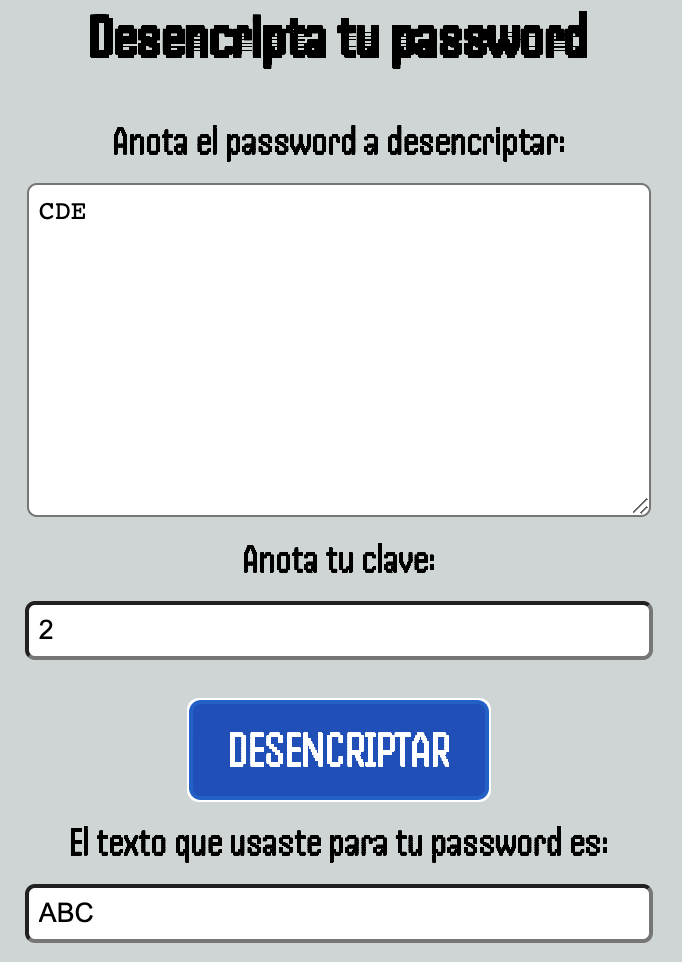 Desencripta tu password
Anota el password a desencriptar:
CDE
Anota tu clave:
2
DESENCRIPTAR
El texto que usaste para tu password es:
ABC